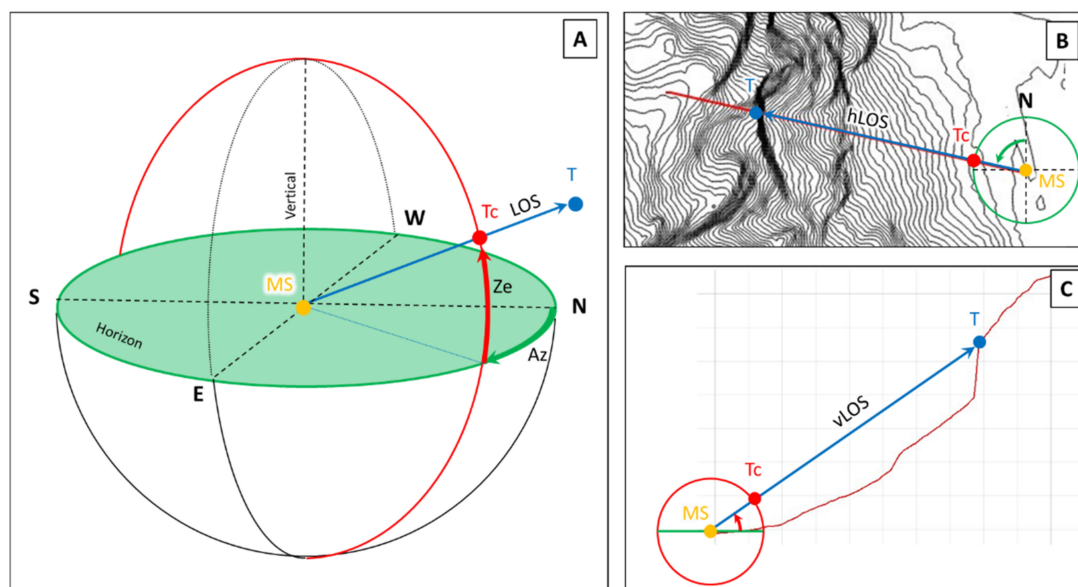 A
Vertical
W
T
LOS
Tc
MS
Ze
S
N
Horizon
Az
E
B
T
N
hLOS
Tc
MS
C
T
vLOS
Tc
MS